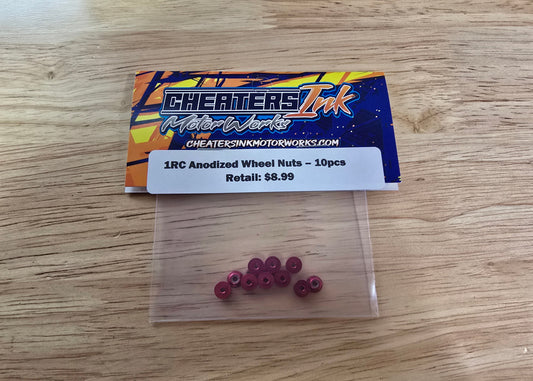 CHEATERS Ink
MotorWorks
CHEATERSINKMOTORWORKS.COM
1RC Anodized Wheel Nuts – 10pcs
Retail: $8.99